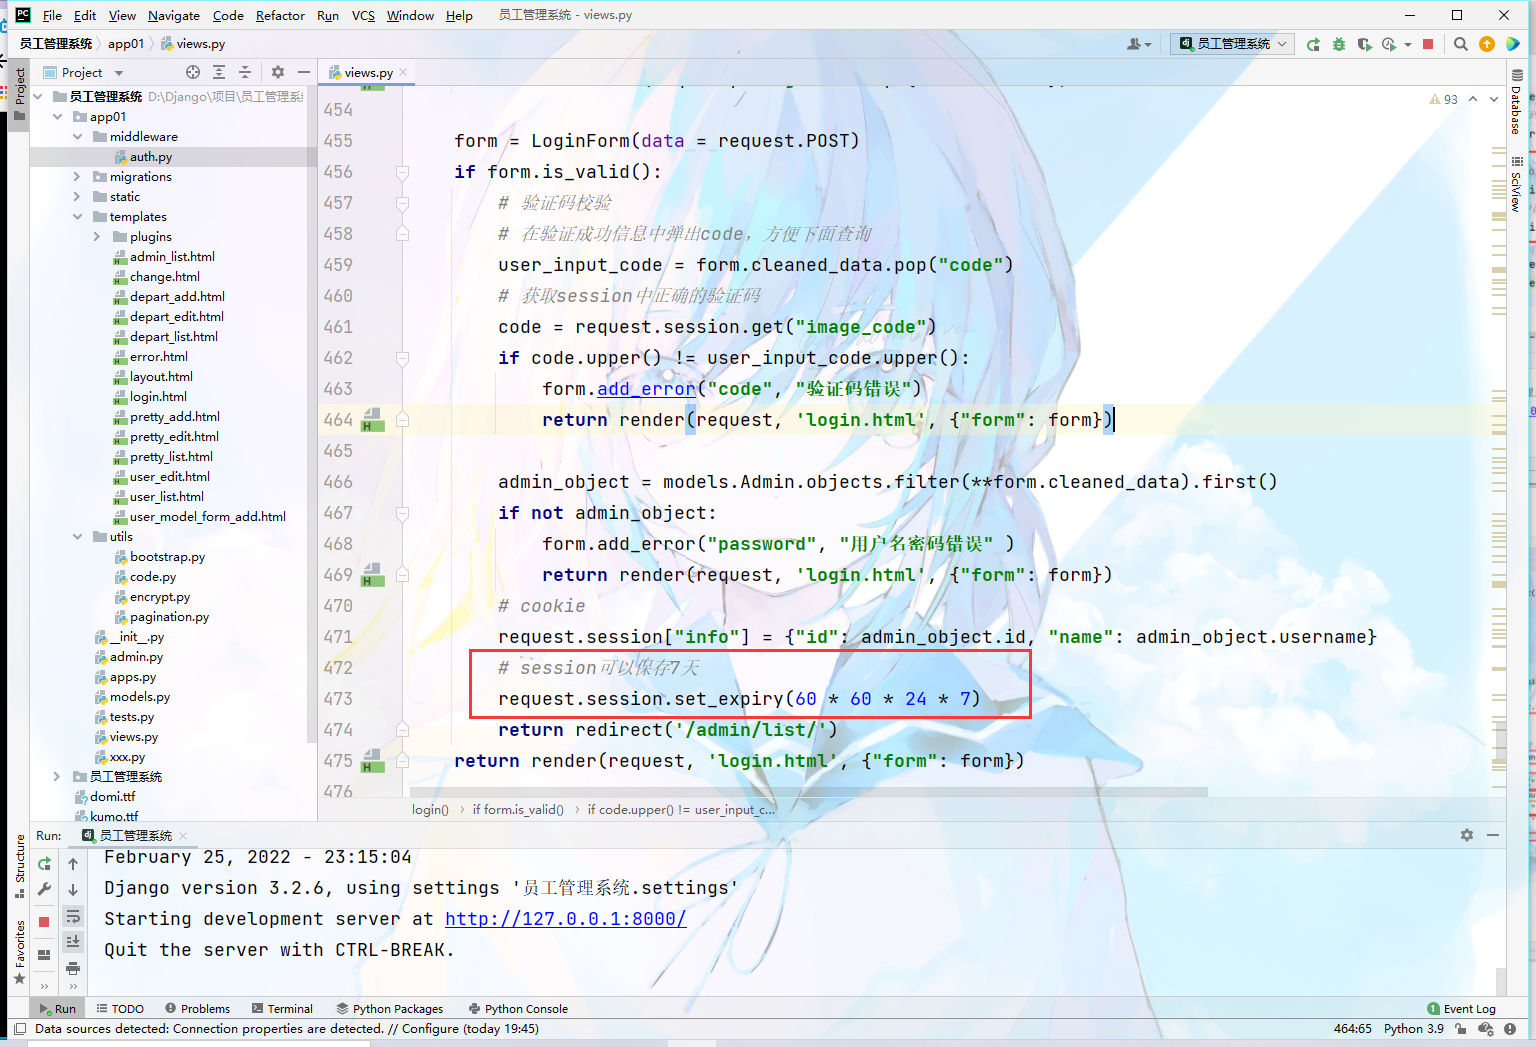 File Edit View Navigate Code Refactor Run VCS Window Help 员工管理系统 - views.py
员工管理系统 app01 views.py
员工管理系统
Project
views.py
93
Project
员工管理系统 D:\Django\项目\员工管理系
app01
middleware
auth.py
migrations
static
templates
plugins
admin_list.html
change.html
depart_add.html
depart_edit.html
depart_list.html
error.html
layout.html
login.html
pretty_add.html
pretty_edit.html
pretty_list.html
user_edit.html
user_list.html
user_model_form_add.html
utils
bootstrap.py
code.py
encrypt.py
pagination.py
__init__.py
admin.py
apps.py
models.py
tests.py
views.py
xxx.py
员工管理系统
domi.ttf
kumo.ttf
454
455 form = LoginForm(data = request.POST)
456 if form.is_valid():
457 # 验证码校验
458 # 在验证成功信息中弹出code，方便下面查询
459 user_input_code = form.cleaned_data.pop("code")
460 # 获取session中正确的验证码
461 code = request.session.get("image_code")
462 if code.upper() != user_input_code.upper():
463 form.add_error("code", "验证码错误")
464 return render(request, 'login.html', {"form": form})
465
466 admin_object = models.Admin.objects.filter(**form.cleaned_data).first()
467 if not admin_object:
468 form.add_error("password", "用户名密码错误" )
469 return render(request, 'login.html', {"form": form})
470 # cookie
471 request.session["info"] = {"id": admin_object.id, "name": admin_object.username}
472 # session可以保存7天
473 request.session.set_expiry(60 * 60 * 24 * 7)
474 return redirect('/admin/list/')
475 return render(request, 'login.html', {"form": form})
476
login() if form.is_valid() if code.upper() != user_input_c...
Database
SciView
Structure
Favorites
Run: 员工管理系统
February 25, 2022 - 23:15:04
Django version 3.2.6, using settings '员工管理系统.settings'
Starting development server at http://127.0.0.1:8000/
Quit the server with CTRL-BREAK.
Run TODO Problems Terminal Python Packages Python Console 1 Event Log
Data sources detected: Connection properties are detected. // Configure (today 19:45) 464:65 Python 3.9